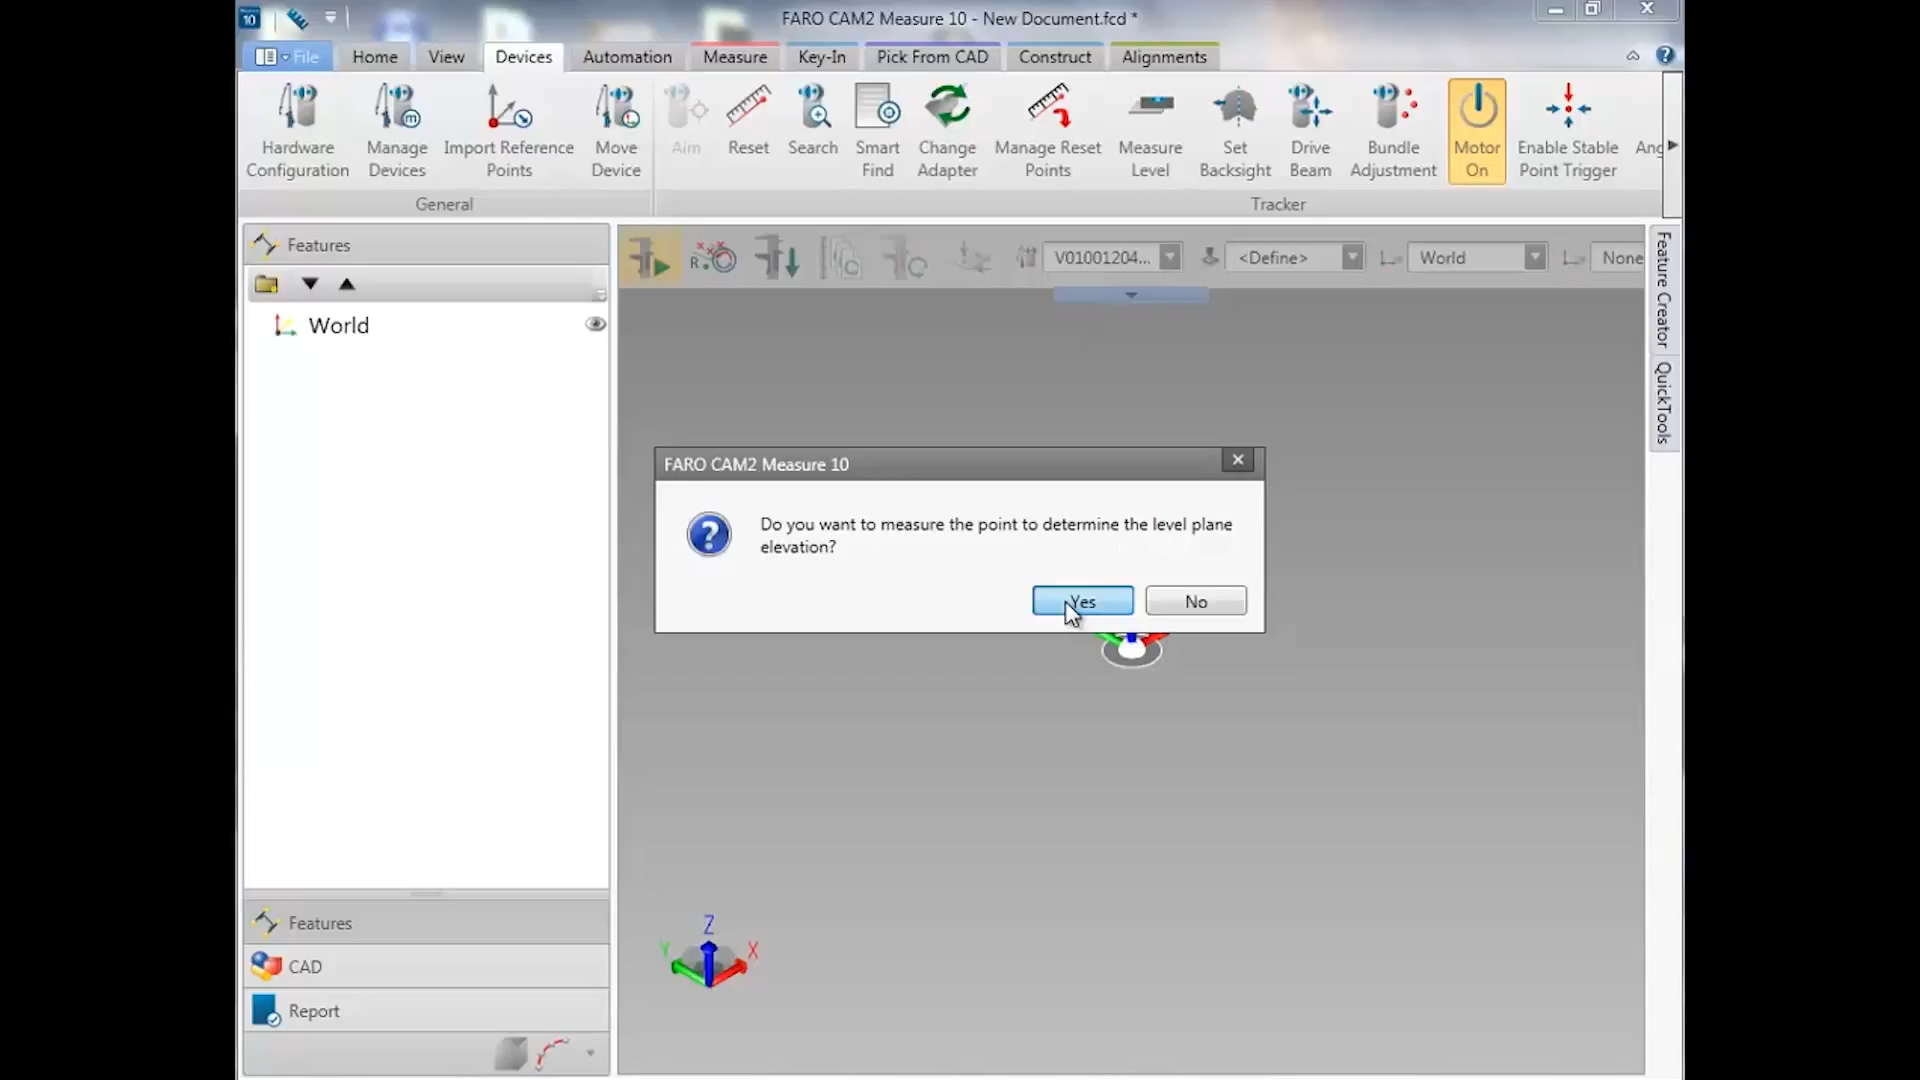 10
FARO CAM2 Measure 10 - New Document.fcd *
File
Home
View
Devices
Automation
Measure
Key-In
Pick From CAD
Construct
Alignments
Hardware
Configuration
Manage
Devices
Import Reference
Points
Move
Device
Aim
Reset
Search
Smart
Find
Change
Adapter
Manage Reset
Points
Measure
Level
Set
Backsight
Drive
Beam
Bundle
Adjustment
Motor
On
Enable Stable
Point Trigger
Ang
General
Tracker
Features
R
V01001204...
<Define>
World
None
World
Feature Creator
QuickTools
FARO CAM2 Measure 10
Do you want to measure the point to determine the level plane
elevation?
Yes
No
Features
CAD
Report
Z
Y
X